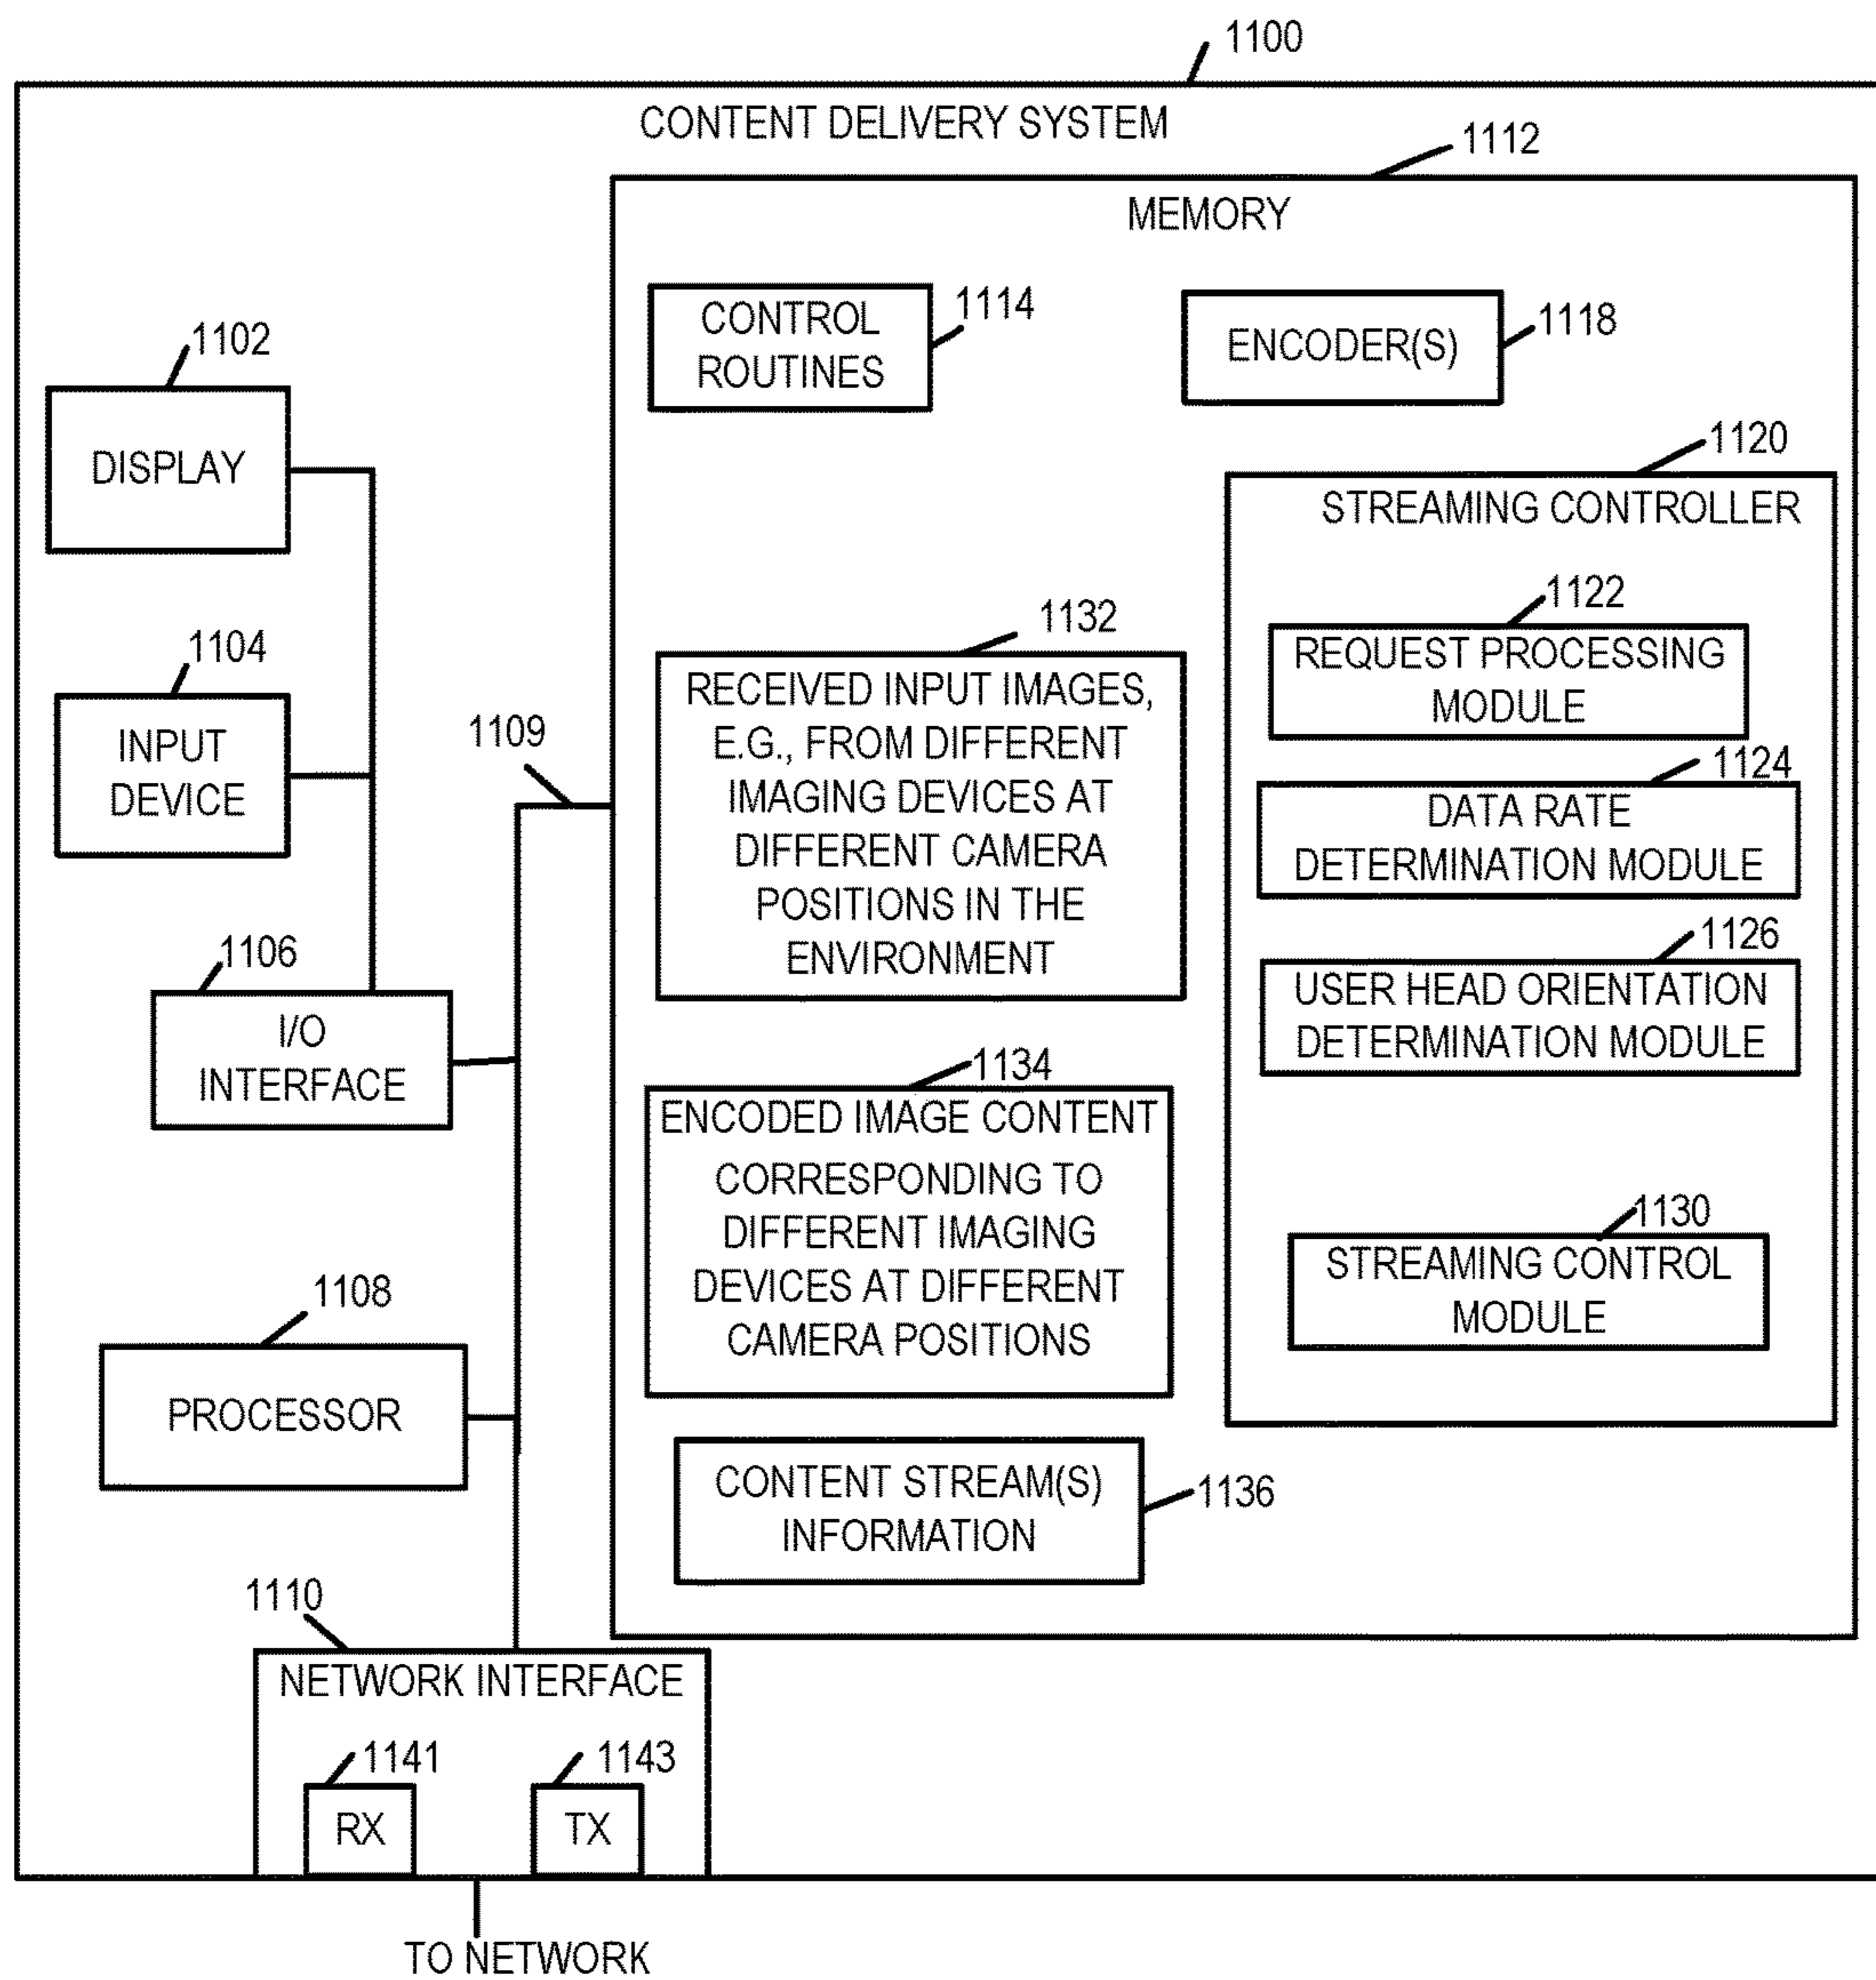 1100
CONTENT DELIVERY SYSTEM
1112
MEMORY
1114
CONTROL
ROUTINES
1118
ENCODER(S)
1102
DISPLAY
1120
STREAMING CONTROLLER
1104
INPUT
DEVICE
1109
1132
RECEIVED INPUT IMAGES,
E.G., FROM DIFFERENT
IMAGING DEVICES AT
DIFFERENT CAMERA
POSITIONS IN THE
ENVIRONMENT
1122
REQUEST PROCESSING
MODULE
1124
DATA RATE
DETERMINATION MODULE
1126
USER HEAD ORIENTATION
DETERMINATION MODULE
1106
I/O
INTERFACE
1134
ENCODED IMAGE CONTENT
CORRESPONDING TO
DIFFERENT IMAGING
DEVICES AT DIFFERENT
CAMERA POSITIONS
1130
STREAMING CONTROL
MODULE
1108
PROCESSOR
CONTENT STREAM(S)
INFORMATION
1136
1110
NETWORK INTERFACE
1141
RX
1143
TX
TO NETWORK